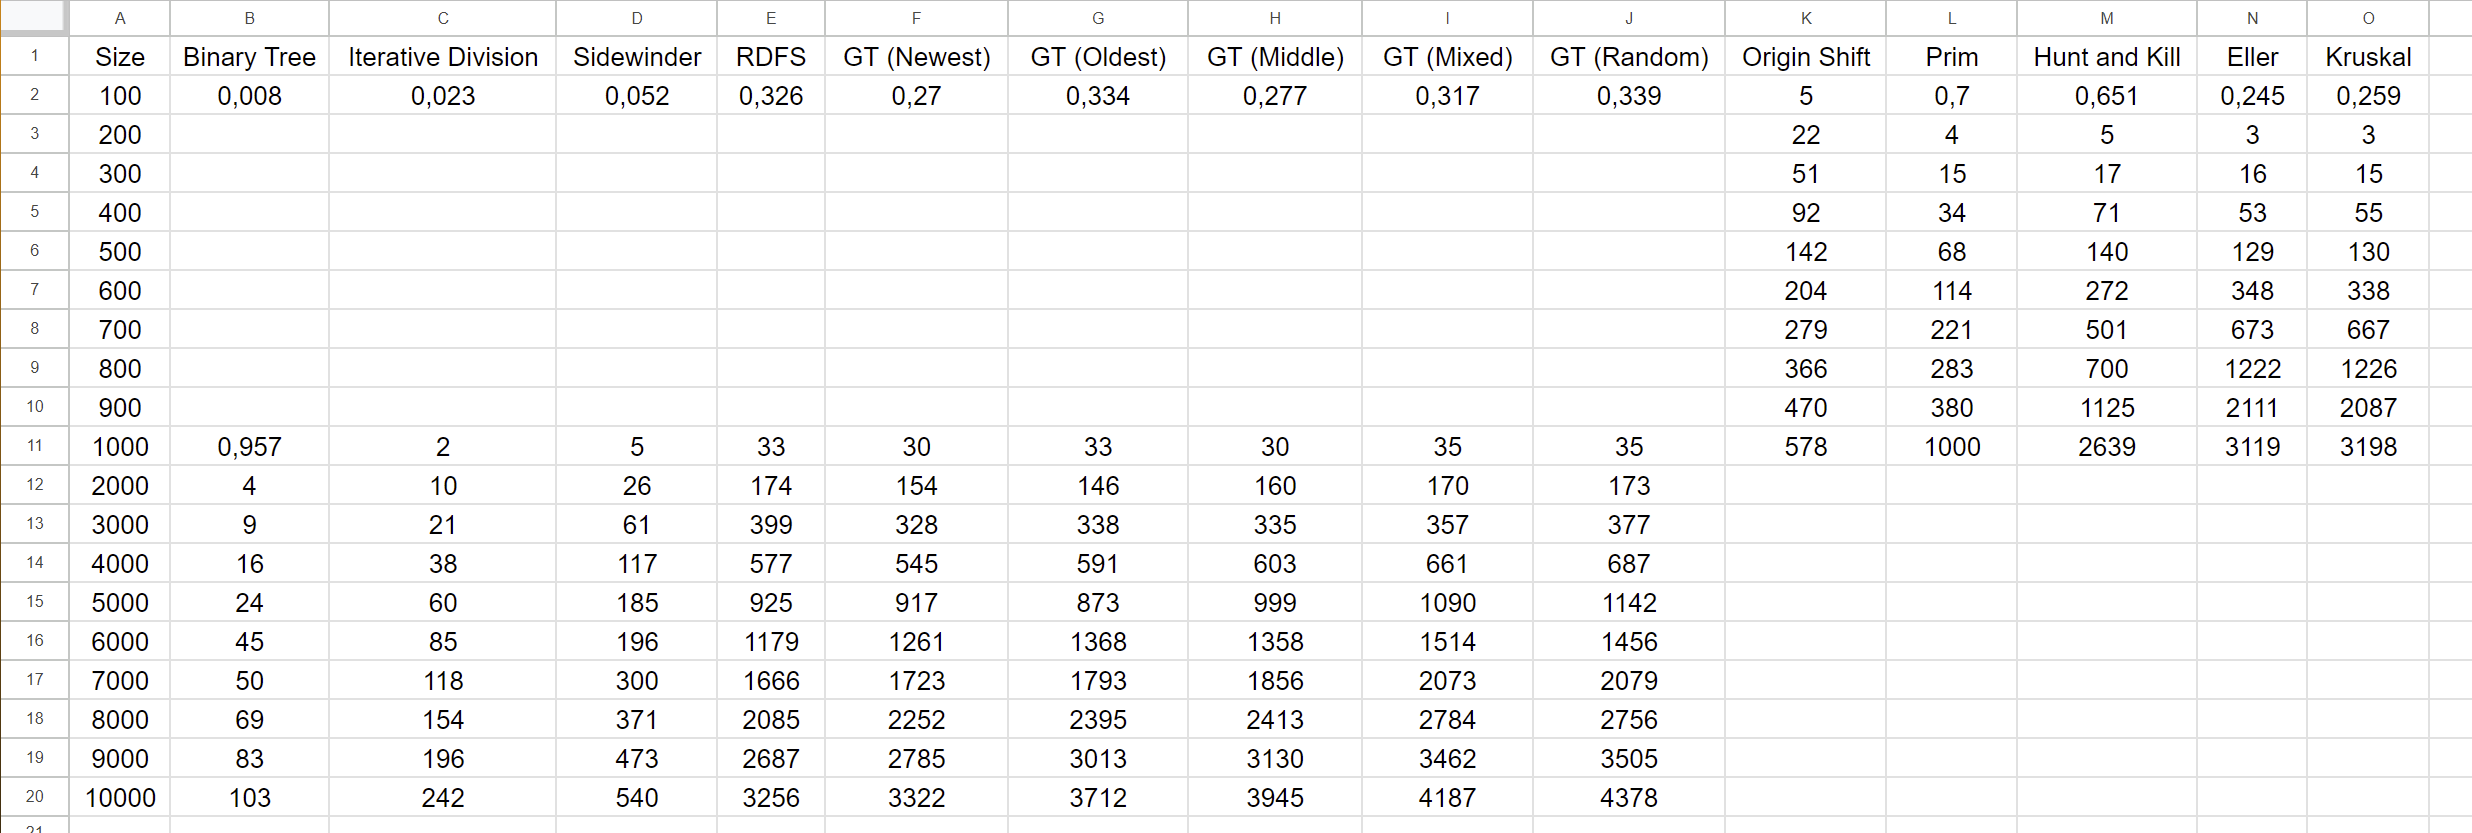 A B C D E F G H I J K L M N O
1 Size Binary Tree Iterative Division Sidewinder RDFS GT (Newest) GT (Oldest) GT (Middle) GT (Mixed) GT (Random) Origin Shift Prim Hunt and Kill Eller Kruskal
2 100 0,008 0,023 0,052 0,326 0,27 0,334 0,277 0,317 0,339 5 0,7 0,651 0,245 0,259
3 200 22 4 5 3 3
4 300 51 15 17 16 15
5 400 92 34 71 53 55
6 500 142 68 140 129 130
7 600 204 114 272 348 338
8 700 279 221 501 673 667
9 800 366 283 700 1222 1226
10 900 470 380 1125 2111 2087
11 1000 0,957 2 5 33 30 33 30 35 35 578 1000 2639 3119 3198
12 2000 4 10 26 174 154 146 160 170 173
13 3000 9 21 61 399 328 338 335 357 377
14 4000 16 38 117 577 545 591 603 661 687
15 5000 24 60 185 925 917 873 999 1090 1142
16 6000 45 85 196 1179 1261 1368 1358 1514 1456
17 7000 50 118 300 1666 1723 1793 1856 2073 2079
18 8000 69 154 371 2085 2252 2395 2413 2784 2756
19 9000 83 196 473 2687 2785 3013 3130 3462 3505
20 10000 103 242 540 3256 3322 3712 3945 4187 4378
21